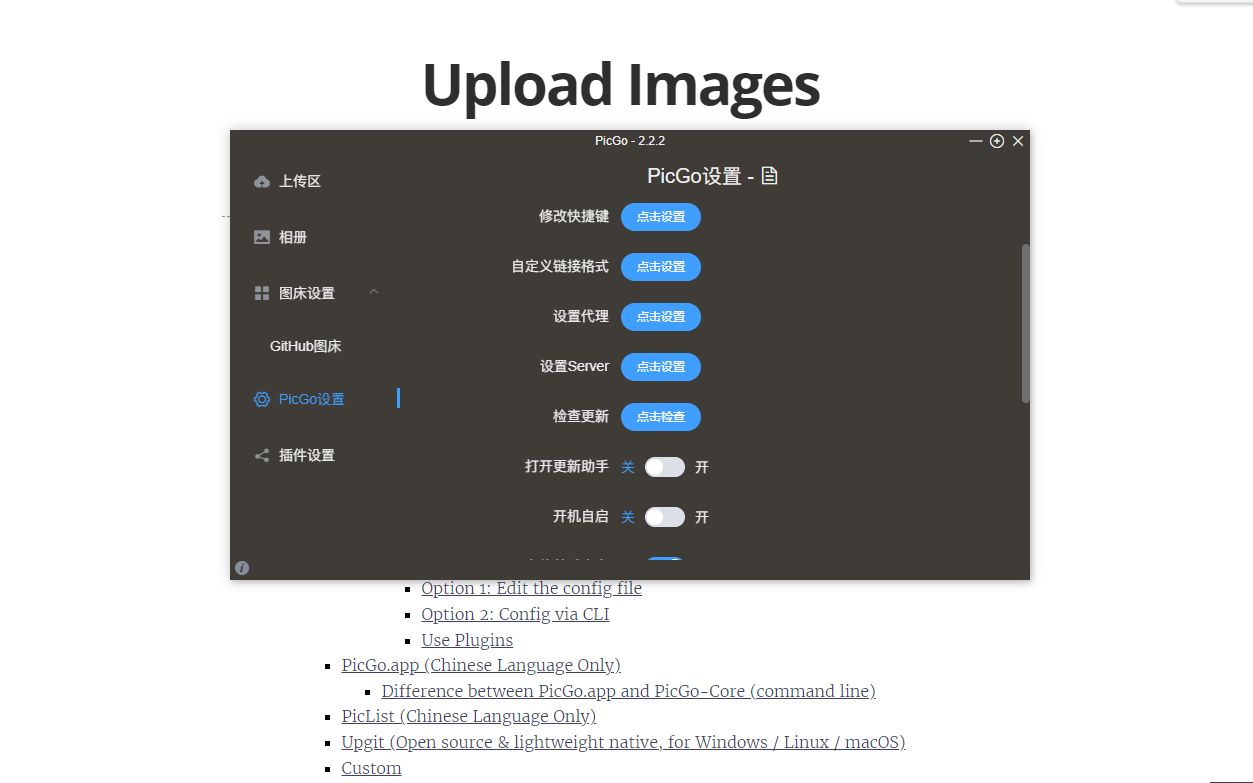 Upload Images
PicGo - 2.2.2
上传区
相册
图床设置
GitHub图床
PicGo设置
插件设置
PicGo设置 -
修改快捷键 点击设置
自定义链接格式 点击设置
设置代理 点击设置
设置Server 点击设置
检查更新 点击检查
打开更新助手 关 开
开机自启 关 开
Option 1: Edit the config file
Option 2: Config via CLI
Use Plugins
PicGo.app (Chinese Language Only)
Difference between PicGo.app and PicGo-Core (command line)
PicList (Chinese Language Only)
Upgit (Open source & lightweight native, for Windows / Linux / macOS)
Custom